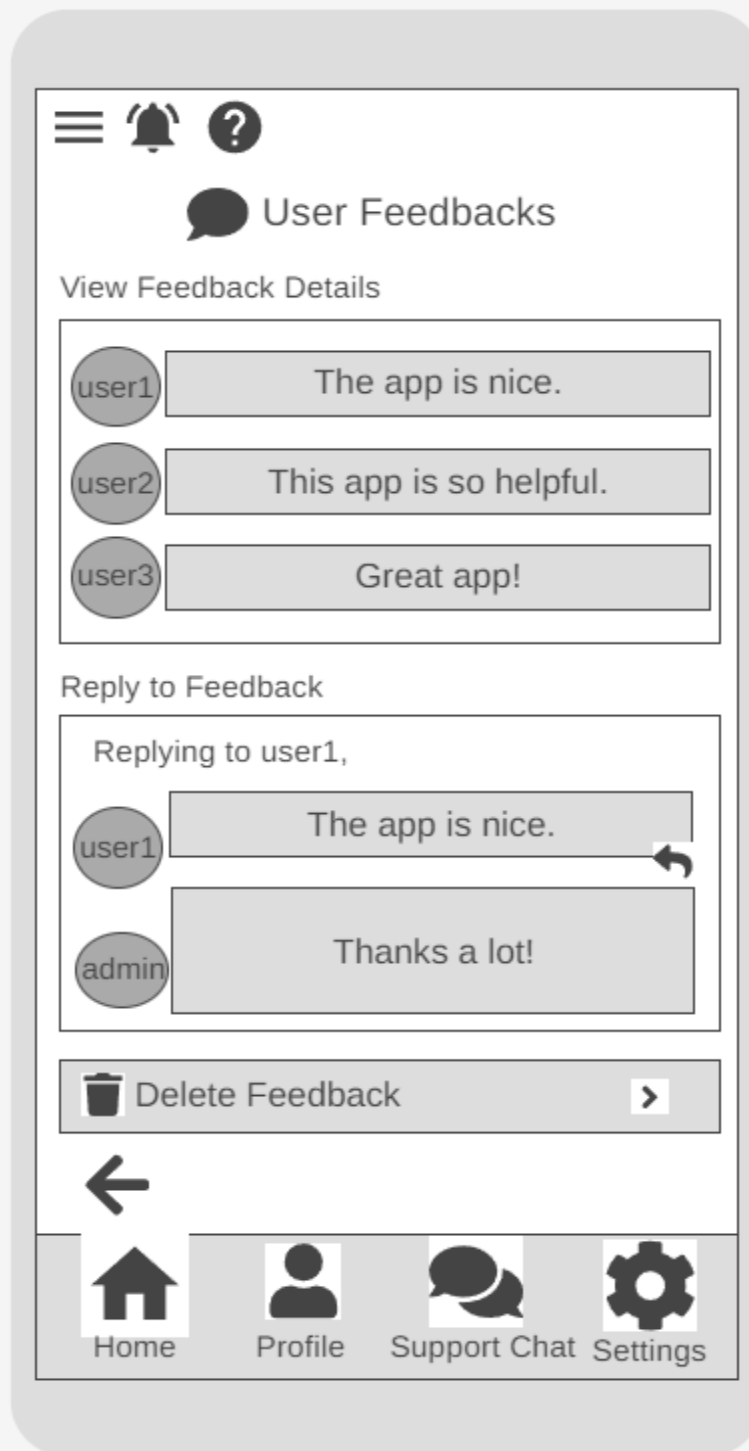 User Feedbacks
View Feedback Details
user1 The app is nice.
user2 This app is so helpful.
user3 Great app!
Reply to Feedback
Replying to user1,
user1 The app is nice.
admin Thanks a lot!
Delete Feedback
Home Profile Support Chat Settings